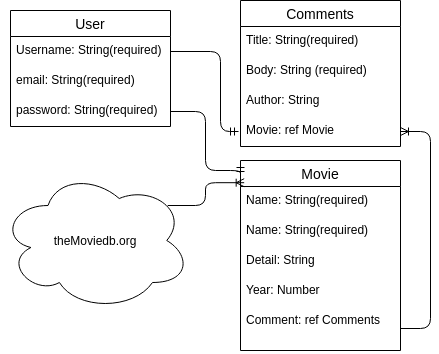 User
Username: String(required)
email: String(required)
password: String(required)
Comments
Title: String(required)
Body: String (required)
Author: String
Movie: ref Movie
theMoviedb.org
Movie
Name: String(required)
Name: String(required)
Detail: String
Year: Number
Comment: ref Comments